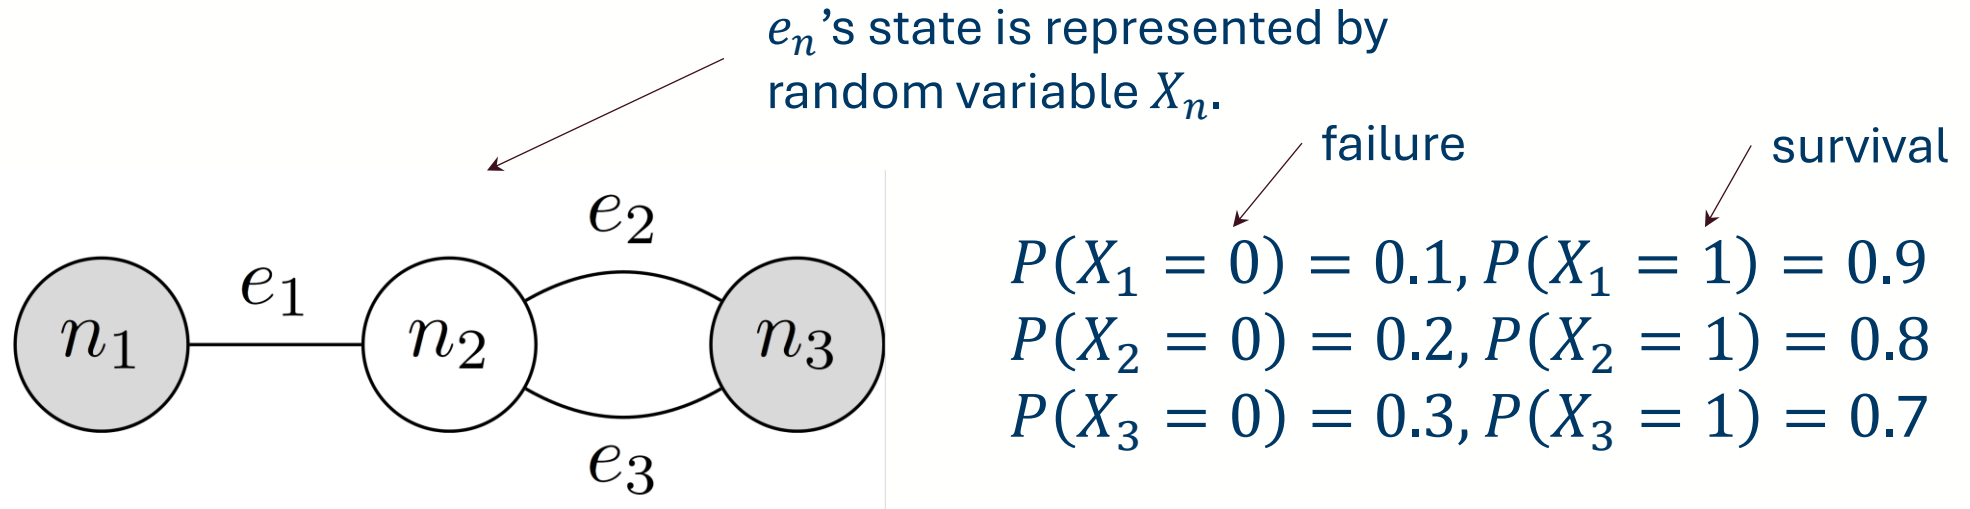 eₙ’s state is represented by
random variable Xₙ.
failure
survival
e₂
e₁
n₁
n₂
n₃
e₃
P(X₁ = 0) = 0.1, P(X₁ = 1) = 0.9
P(X₂ = 0) = 0.2, P(X₂ = 1) = 0.8
P(X₃ = 0) = 0.3, P(X₃ = 1) = 0.7